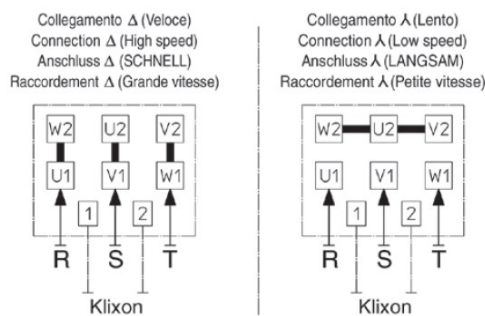 Collegamento Δ (Veloce)
Connection Δ (High speed)
Anschluss Δ (SCHNELL)
Raccordement Δ (Grande vitesse)
W2 U2 V2
U1 V1 W1
1 2
R S T
Klixon
Collegamento ⅄ (Lento)
Connection ⅄ (Low speed)
Anschluss ⅄ (LANGSAM)
Raccordement ⅄ (Petite vitesse)
W2 U2 V2
U1 V1 W1
1 2
R S T
Klixon